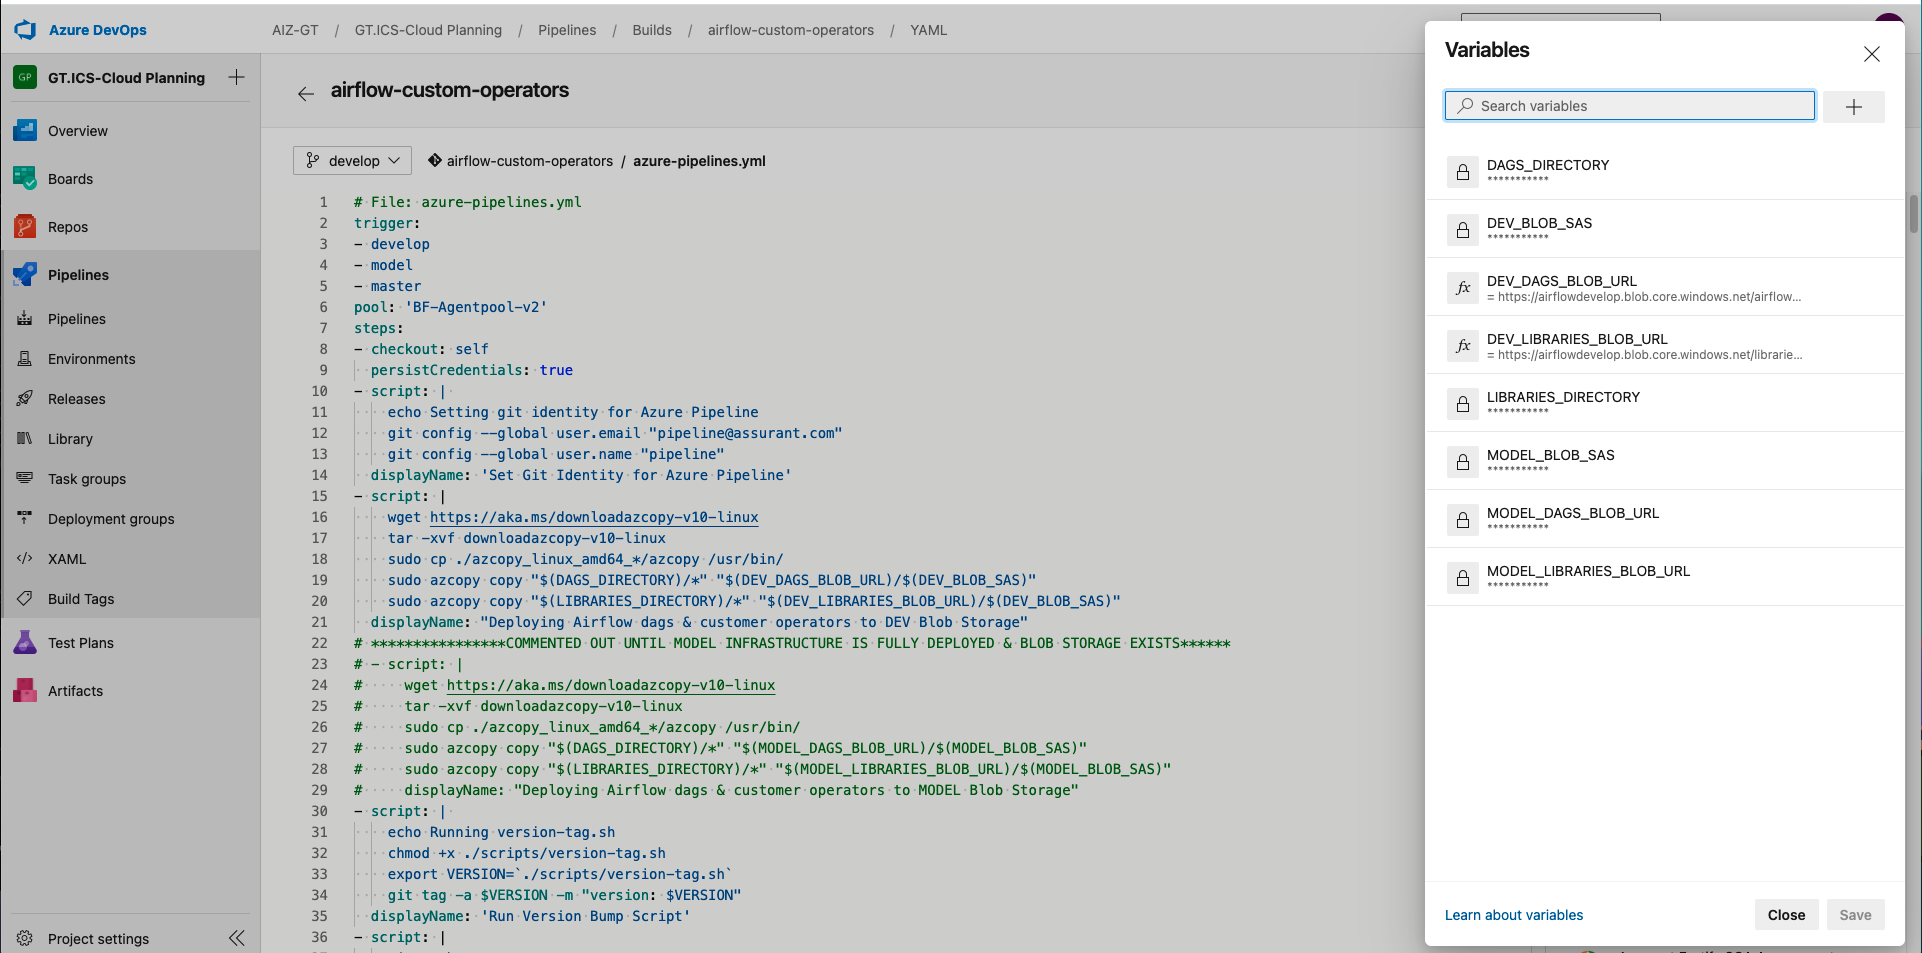 Azure DevOps
AIZ-GT / GT.ICS-Cloud Planning / Pipelines / Builds / airflow-custom-operators / YAML
GP GT.ICS-Cloud Planning
Overview
Boards
Repos
Pipelines
Pipelines
Environments
Releases
Library
Task groups
Deployment groups
XAML
Build Tags
Test Plans
Artifacts
Project settings
airflow-custom-operators
develop airflow-custom-operators / azure-pipelines.yml
1 # File: azure-pipelines.yml
2 trigger:
3 - develop
4 - model
5 - master
6 pool: 'BF-Agentpool-v2'
7 steps:
8 - checkout: self
9 persistCredentials: true
10 - script: |
11 echo Setting git identity for Azure Pipeline
12 git config --global user.email "pipeline@assurant.com"
13 git config --global user.name "pipeline"
14 displayName: 'Set Git Identity for Azure Pipeline'
15 - script: |
16 wget https://aka.ms/downloadazcopy-v10-linux
17 tar -xvf downloadazcopy-v10-linux
18 sudo cp ./azcopy_linux_amd64_*/azcopy /usr/bin/
19 sudo azcopy copy "$(DAGS_DIRECTORY)/*" "$(DEV_DAGS_BLOB_URL)/$(DEV_BLOB_SAS)"
20 sudo azcopy copy "$(LIBRARIES_DIRECTORY)/*" "$(DEV_LIBRARIES_BLOB_URL)/$(DEV_BLOB_SAS)"
21 displayName: "Deploying Airflow dags & customer operators to DEV Blob Storage"
22 # ****************COMMENTED OUT UNTIL MODEL INFRASTRUCTURE IS FULLY DEPLOYED & BLOB STORAGE EXISTS******
23 # - script: |
24 # wget https://aka.ms/downloadazcopy-v10-linux
25 # tar -xvf downloadazcopy-v10-linux
26 # sudo cp ./azcopy_linux_amd64_*/azcopy /usr/bin/
27 # sudo azcopy copy "$(DAGS_DIRECTORY)/*" "$(MODEL_DAGS_BLOB_URL)/$(MODEL_BLOB_SAS)"
28 # sudo azcopy copy "$(LIBRARIES_DIRECTORY)/*" "$(MODEL_LIBRARIES_BLOB_URL)/$(MODEL_BLOB_SAS)"
29 # displayName: "Deploying Airflow dags & customer operators to MODEL Blob Storage"
30 - script: |
31 echo Running version-tag.sh
32 chmod +x ./scripts/version-tag.sh
33 export VERSION=`./scripts/version-tag.sh`
34 git tag -a $VERSION -m "version: $VERSION"
35 displayName: 'Run Version Bump Script'
36 - script: |
Variables
Search variables
DAGS_DIRECTORY
***********
DEV_BLOB_SAS
***********
fx DEV_DAGS_BLOB_URL
= https://airflowdevelop.blob.core.windows.net/airflow...
fx DEV_LIBRARIES_BLOB_URL
= https://airflowdevelop.blob.core.windows.net/librarie...
LIBRARIES_DIRECTORY
***********
MODEL_BLOB_SAS
***********
MODEL_DAGS_BLOB_URL
***********
MODEL_LIBRARIES_BLOB_URL
***********
Learn about variables Close Save